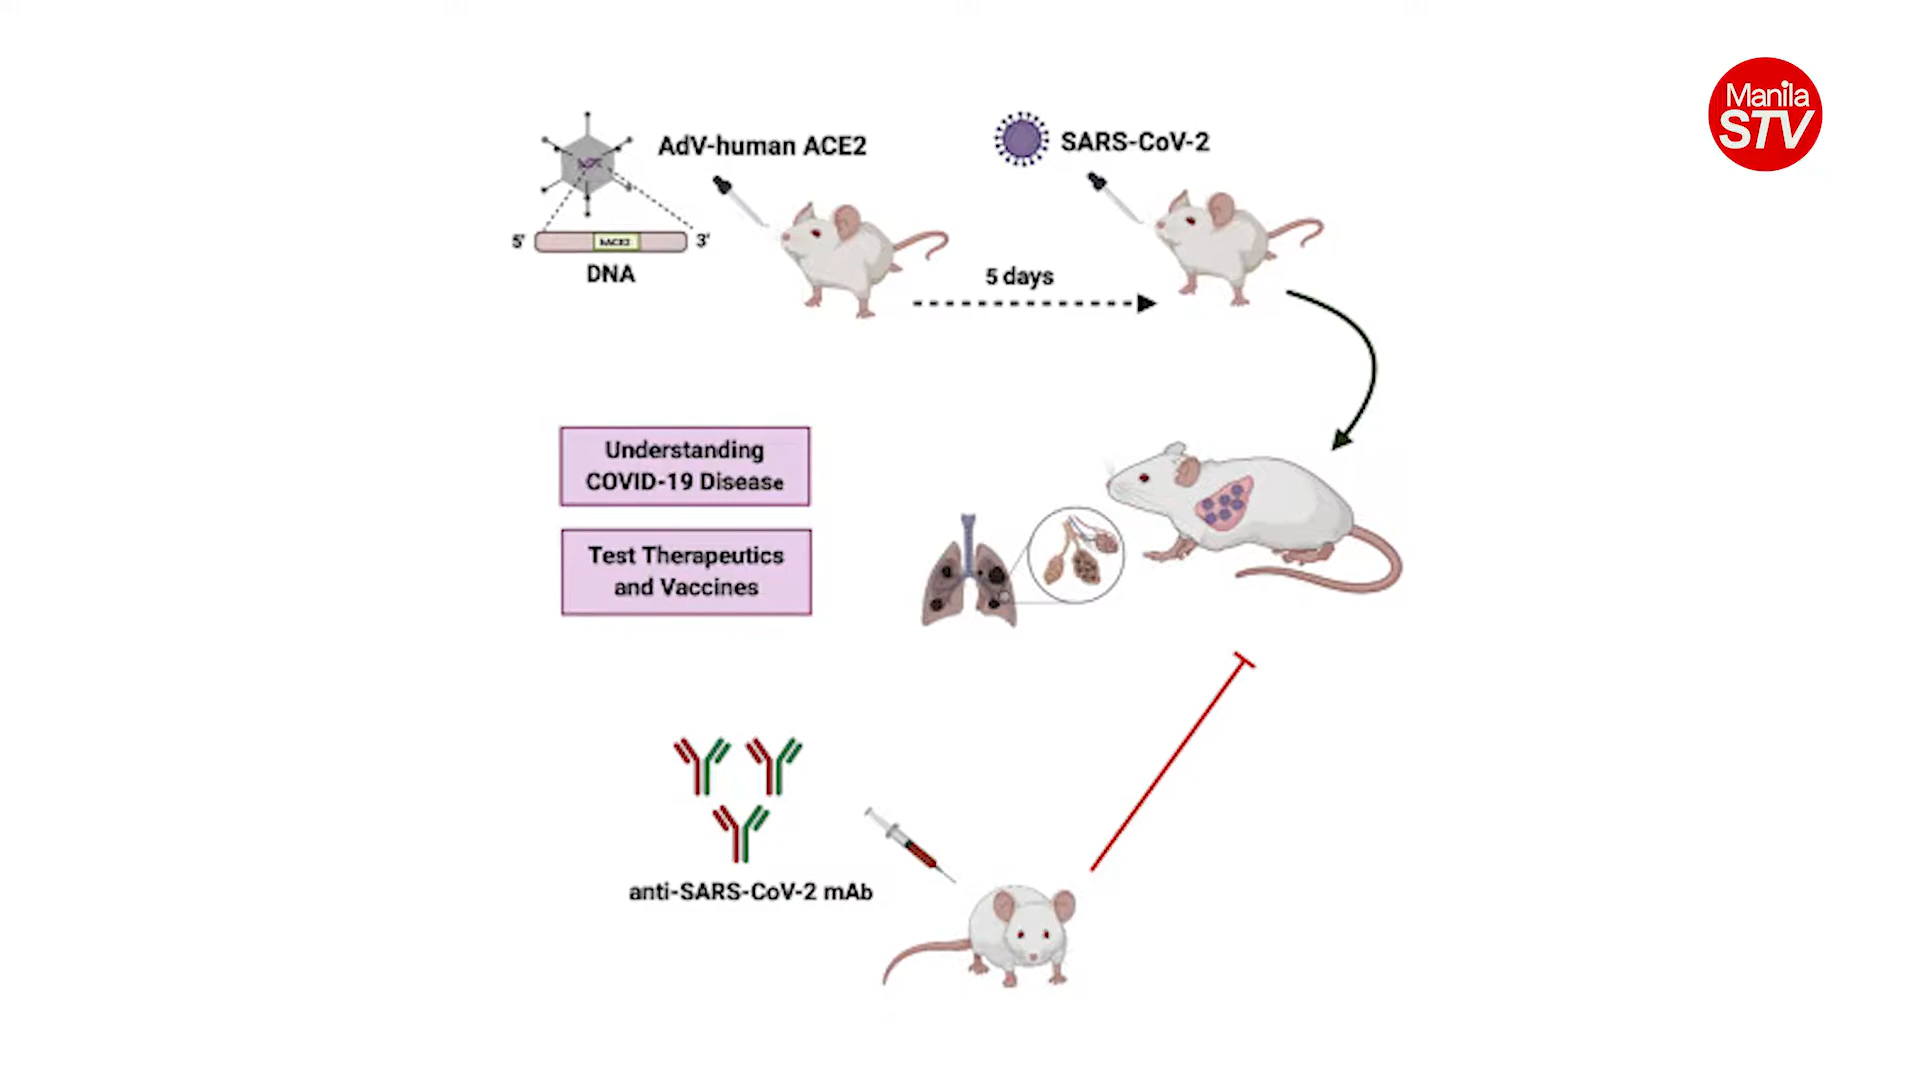 Manila
STV
AdV-human ACE2
SARS-CoV-2
5'
hACE2
3'
DNA
5 days
Understanding
COVID-19 Disease
Test Therapeutics
and Vaccines
anti-SARS-CoV-2 mAb